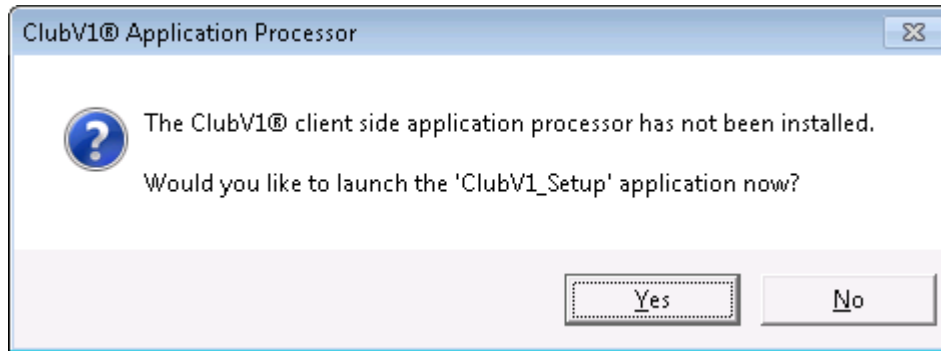 ClubV1® Application Processor
The ClubV1® client side application processor has not been installed.
Would you like to launch the 'ClubV1_Setup' application now?
Yes
No